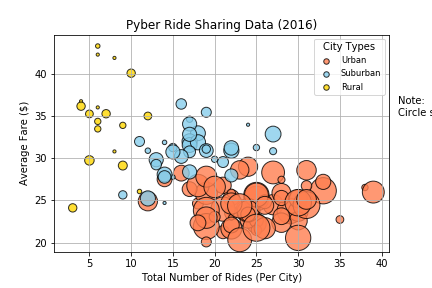 Pyber Ride Sharing Data (2016)
City Types
Urban
Suburban
Rural
Note:
Circle
Average Fare ($)
40
35
30
25
20
5 10 15 20 25 30 35 40
Total Number of Rides (Per City)